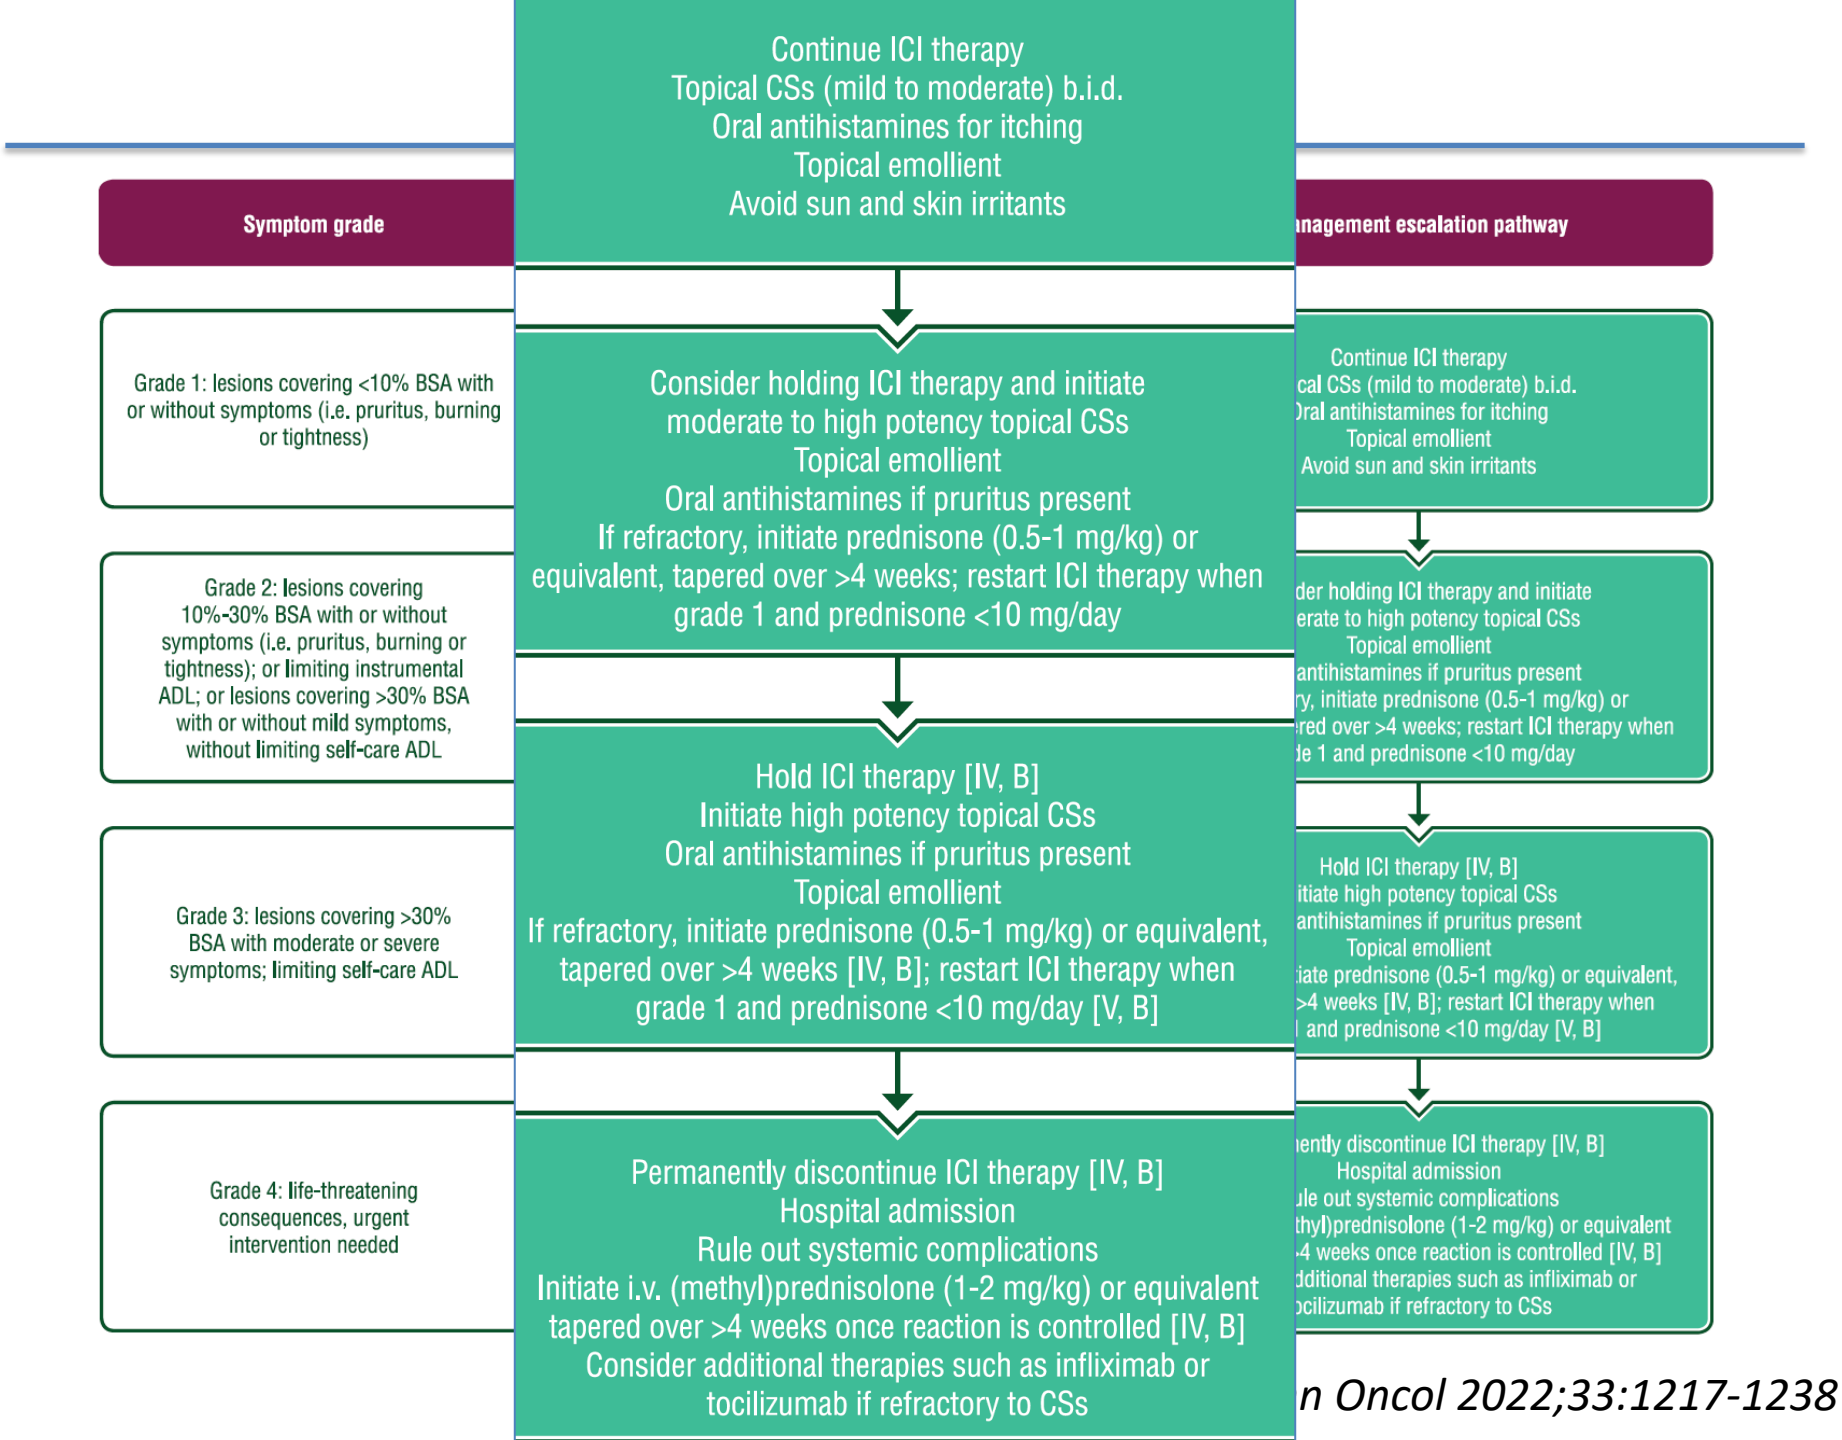 Continue ICI therapy
Topical CSs (mild to moderate) b.i.d.
Oral antihistamines for itching
Topical emollient
Avoid sun and skin irritants
Consider holding ICI therapy and initiate
moderate to high potency topical CSs
Topical emollient
Oral antihistamines if pruritus present
If refractory, initiate prednisone (0.5-1 mg/kg) or
equivalent, tapered over >4 weeks; restart ICI therapy when
grade 1 and prednisone <10 mg/day
Hold ICI therapy [IV, B]
Initiate high potency topical CSs
Oral antihistamines if pruritus present
Topical emollient
If refractory, initiate prednisone (0.5-1 mg/kg) or equivalent,
tapered over >4 weeks [IV, B]; restart ICI therapy when
grade 1 and prednisone <10 mg/day [V, B]
Permanently discontinue ICI therapy [IV, B]
Hospital admission
Rule out systemic complications
Initiate i.v. (methyl)prednisolone (1-2 mg/kg) or equivalent
tapered over >4 weeks once reaction is controlled [IV, B]
Consider additional therapies such as infliximab or
tocilizumab if refractory to CSs
Symptom grade
Grade 1: lesions covering <10% BSA with
or without symptoms (i.e. pruritus, burning
or tightness)
Grade 2: lesions covering
10%-30% BSA with or without
symptoms (i.e. pruritus, burning or
tightness); or limiting instrumental
ADL; or lesions covering >30% BSA
with or without mild symptoms,
without limiting self-care ADL
Grade 3: lesions covering >30%
BSA with moderate or severe
symptoms; limiting self-care ADL
Grade 4: life-threatening
consequences, urgent
intervention needed
anagement escalation pathway
Continue ICI therapy
cal CSs (mild to moderate) b.i.d.
Oral antihistamines for itching
Topical emollient
Avoid sun and skin irritants
der holding ICI therapy and initiate
erate to high potency topical CSs
Topical emollient
antihistamines if pruritus present
ry, initiate prednisone (0.5-1 mg/kg) or
red over >4 weeks; restart ICI therapy when
de 1 and prednisone <10 mg/day
Hold ICI therapy [IV, B]
itiate high potency topical CSs
antihistamines if pruritus present
Topical emollient
iate prednisone (0.5-1 mg/kg) or equivalent,
>4 weeks [IV, B]; restart ICI therapy when
1 and prednisone <10 mg/day [V, B]
nently discontinue ICI therapy [IV, B]
Hospital admission
ule out systemic complications
thyl)prednisolone (1-2 mg/kg) or equivalent
>4 weeks once reaction is controlled [IV, B]
dditional therapies such as infliximab or
ocilizumab if refractory to CSs
n Oncol 2022;33:1217-1238